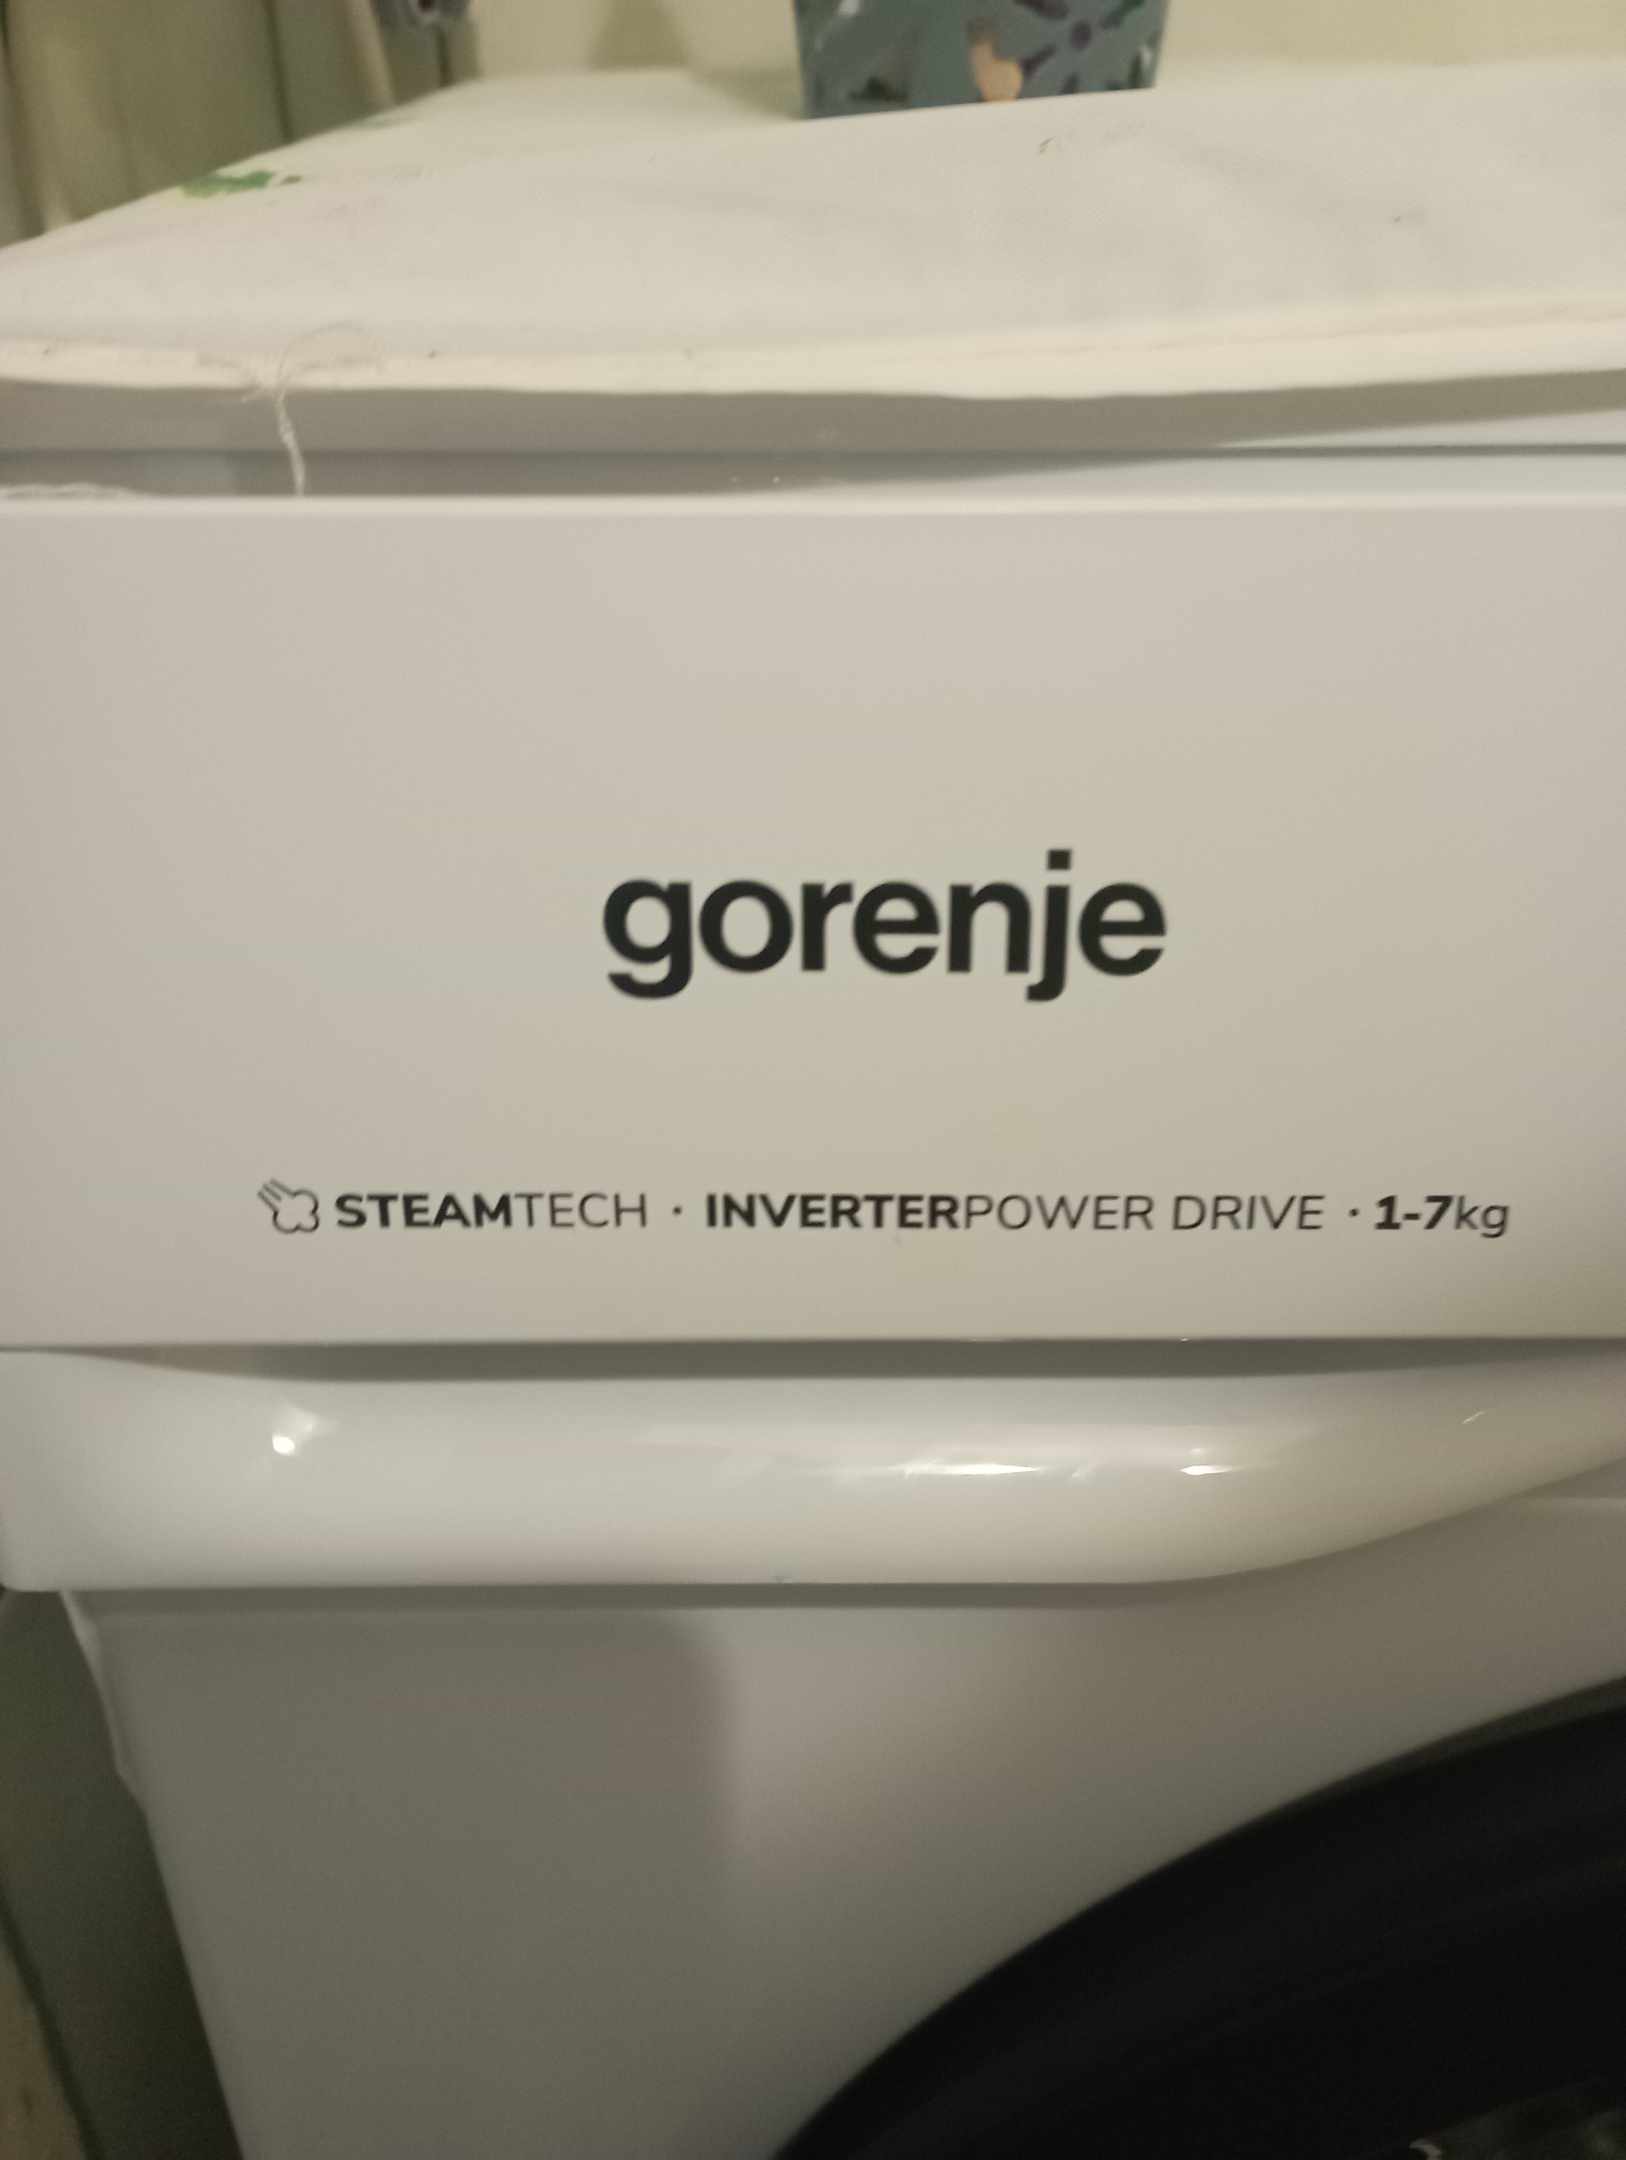 gorenje
STEAMTECH · INVERTERPOWER DRIVE · 1-7kg